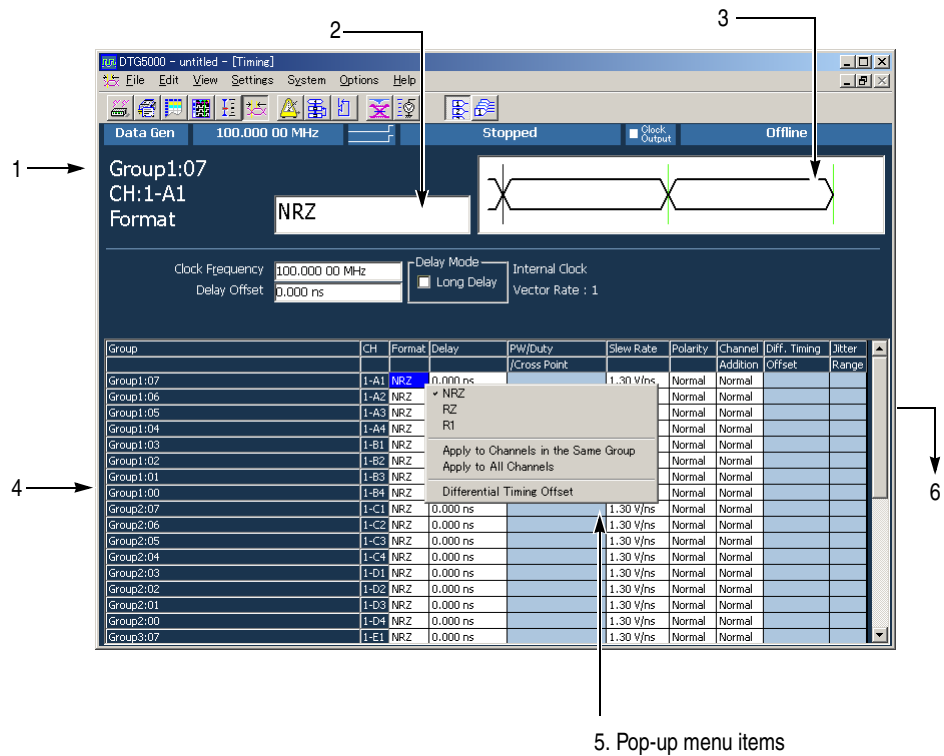 2
3
DTG5000 - untitled - [Timing]
File Edit View Settings System Options Help
Data Gen 100.000 00 MHz Stopped Clock Output Offline
1
Group1:07
CH:1-A1
Format NRZ
Clock Frequency 100.000 00 MHz Delay Mode Internal Clock
Delay Offset 0.000 ns Long Delay Vector Rate : 1
Group CH Format Delay PW/Duty Slew Rate Polarity Channel Diff. Timing Jitter
/Cross Point Addition Offset Range
Group1:07 1-A1 NRZ 0.000 ns 1.30 V/ns Normal Normal
Group1:06 1-A2 NRZ Normal Normal
Group1:05 1-A3 NRZ Normal Normal
Group1:04 1-A4 NRZ Normal Normal
Group1:03 1-B1 NRZ Normal Normal
Group1:02 1-B2 NRZ Normal Normal
Group1:01 1-B3 NRZ Normal Normal
Group1:00 1-B4 NRZ Normal Normal
NRZ
RZ
R1
Apply to Channels in the Same Group
Apply to All Channels
Differential Timing Offset
4
6
Group2:07 1-C1 NRZ 0.000 ns 1.30 V/ns Normal Normal
Group2:06 1-C2 NRZ 0.000 ns 1.30 V/ns Normal Normal
Group2:05 1-C3 NRZ 0.000 ns 1.30 V/ns Normal Normal
Group2:04 1-C4 NRZ 0.000 ns 1.30 V/ns Normal Normal
Group2:03 1-D1 NRZ 0.000 ns 1.30 V/ns Normal Normal
Group2:02 1-D2 NRZ 0.000 ns 1.30 V/ns Normal Normal
Group2:01 1-D3 NRZ 0.000 ns 1.30 V/ns Normal Normal
Group2:00 1-D4 NRZ 0.000 ns 1.30 V/ns Normal Normal
Group3:07 1-E1 NRZ 0.000 ns 1.30 V/ns Normal Normal
5. Pop-up menu items